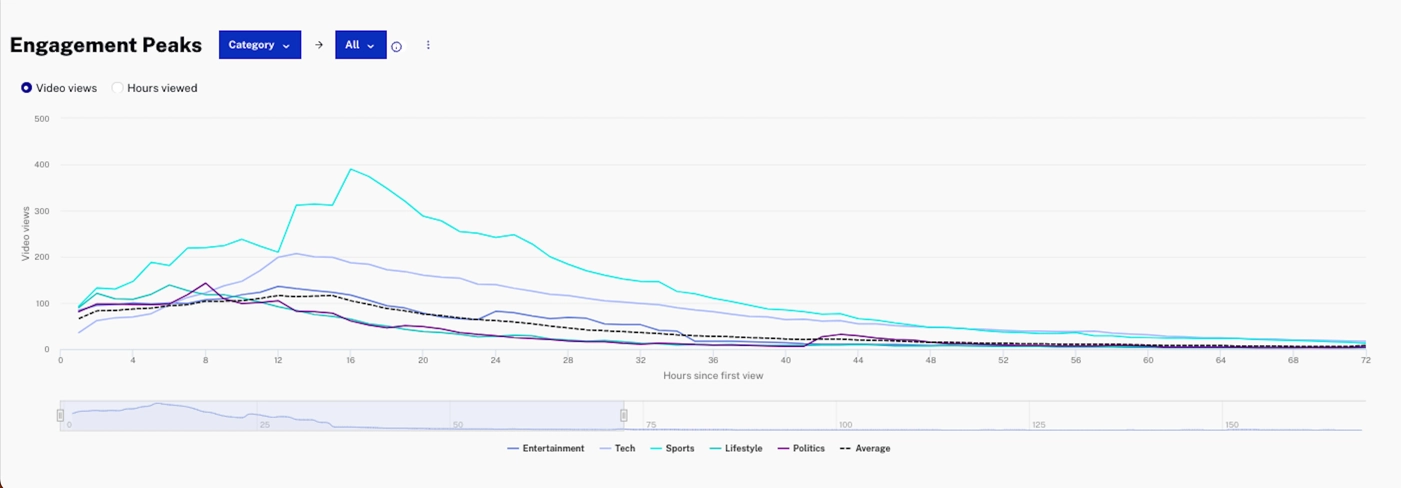 Engagement Peaks Category → All
Video views Hours viewed
500
400
300
200
100
0
Video views
0 4 8 12 16 20 24 28 32 36 40 44 48 52 56 60 64 68 72
Hours since first view
0 25 50 75 100 125 150
Entertainment Tech Sports Lifestyle Politics Average